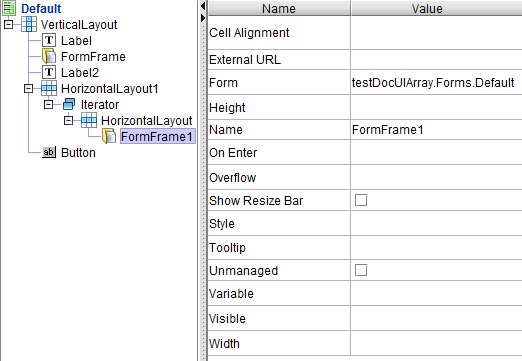 Default
VerticalLayout
T Label
FormFrame
T Label2
HorizontalLayout1
Iterator
HorizontalLayout
FormFrame1
ab Button
Name Value
Cell Alignment
External URL
Form testDocUIArray.Forms.Default
Height
Name FormFrame1
On Enter
Overflow
Show Resize Bar
Style
Tooltip
Unmanaged
Variable
Visible
Width